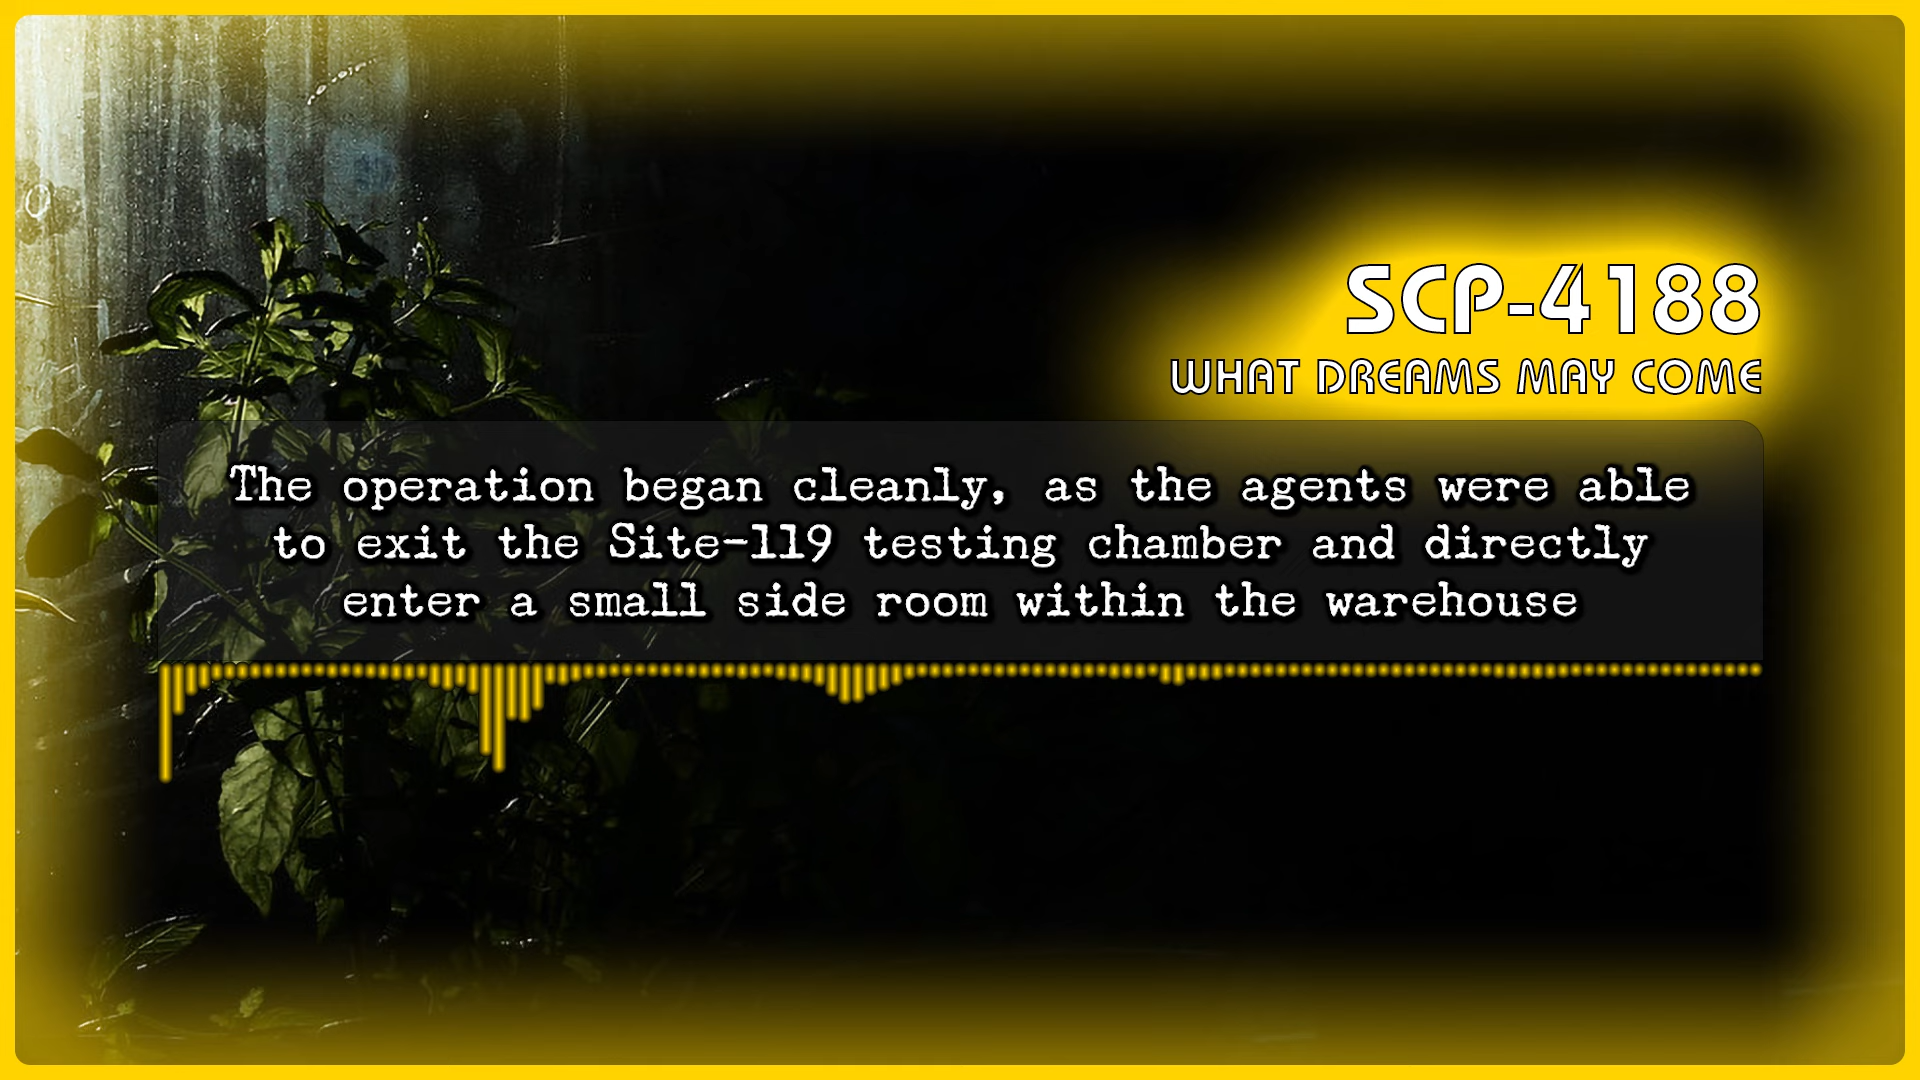 SCP-4188
WHAT DREAMS MAY COME
The operation began cleanly, as the agents were able
to exit the Site-119 testing chamber and directly
enter a small side room within the warehouse